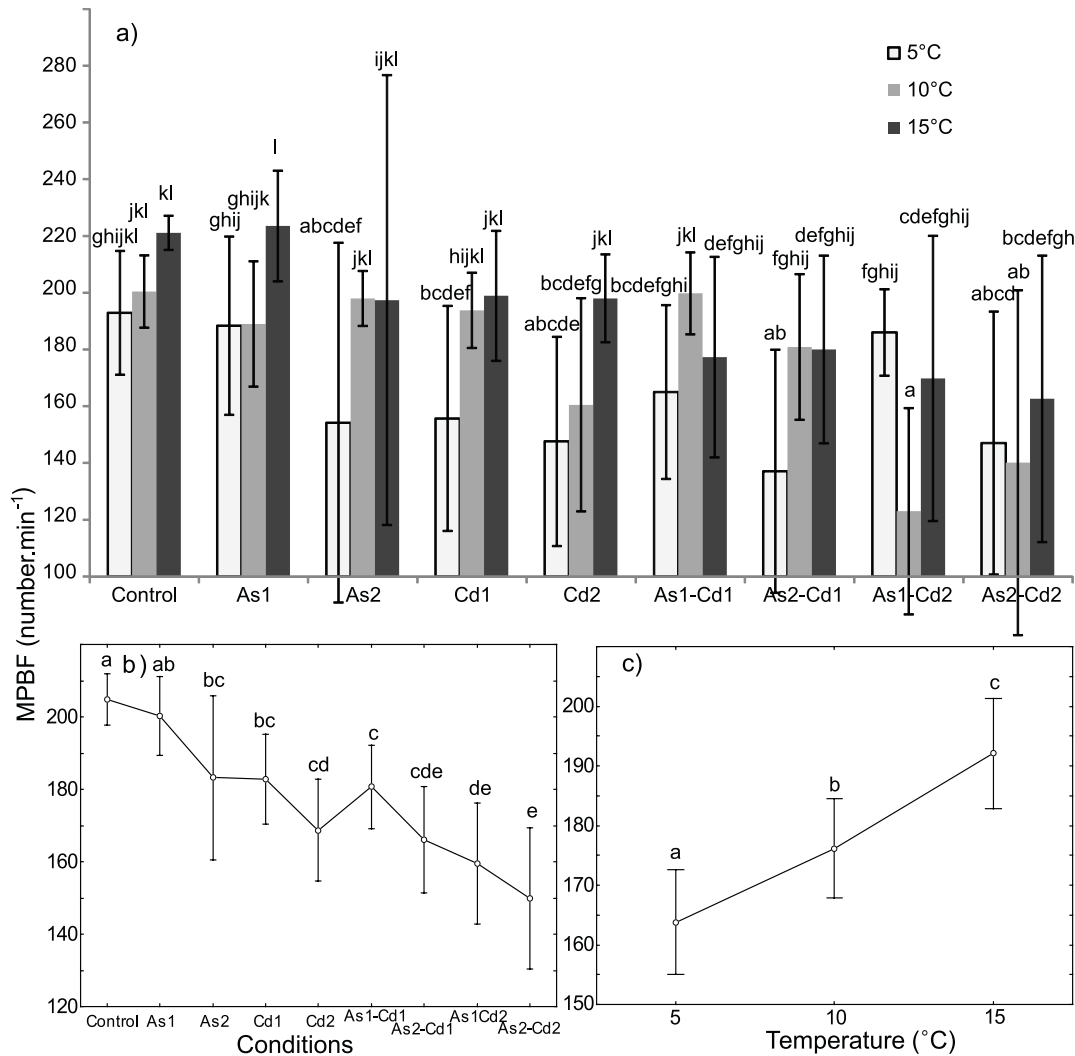 a)
5°C
10°C
15°C
280
260
240
220
200
180
160
140
120
100
MPBF (number.min⁻¹)
ghijkl
jkl
kl
ghij
ghijk
l
abcdef
jkl
ijkl
bcdef
hijkl
jkl
abcde
bcdefg
jkl
bcdefghi
jkl
defghij
ab
fghij
defghij
fghij
a
cdefghij
abcd
ab
bcdefgh
Control As1 As2 Cd1 Cd2 As1-Cd1 As2-Cd1 As1-Cd2 As2-Cd2
b)
200
180
160
140
120
a
ab
bc
bc
cd
c
cde
de
e
Control As1 As2 Cd1 Cd2 As1-Cd1 As2-Cd1 As1Cd2 As2-Cd2
Conditions
c)
200
190
180
170
160
150
a
b
c
5 10 15
Temperature (°C)